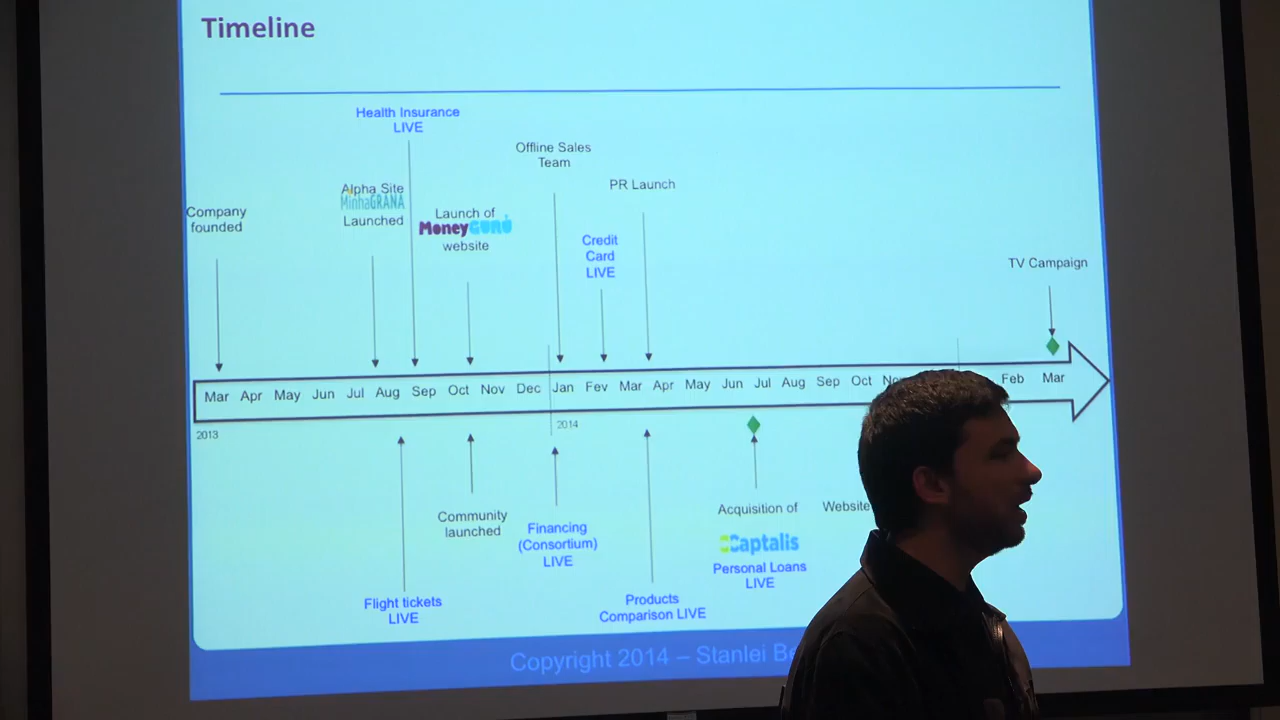 Timeline
Health Insurance
LIVE
Offline Sales
Team
PR Launch
Alpha Site
MinhaGRANA
Launched
Company
founded
Launch of
MoneyGURU
website
Credit
Card
LIVE
TV Campaign
Mar Apr May Jun Jul Aug Sep Oct Nov Dec Jan Fev Mar Apr May Jun Jul Aug Sep Oct Feb Mar
2013
2014
Community
launched
Financing
(Consortium)
LIVE
Acquisition of
Captalis
Personal Loans
LIVE
Website
Flight tickets
LIVE
Products
Comparison LIVE
Copyright 2014 – Stanlei